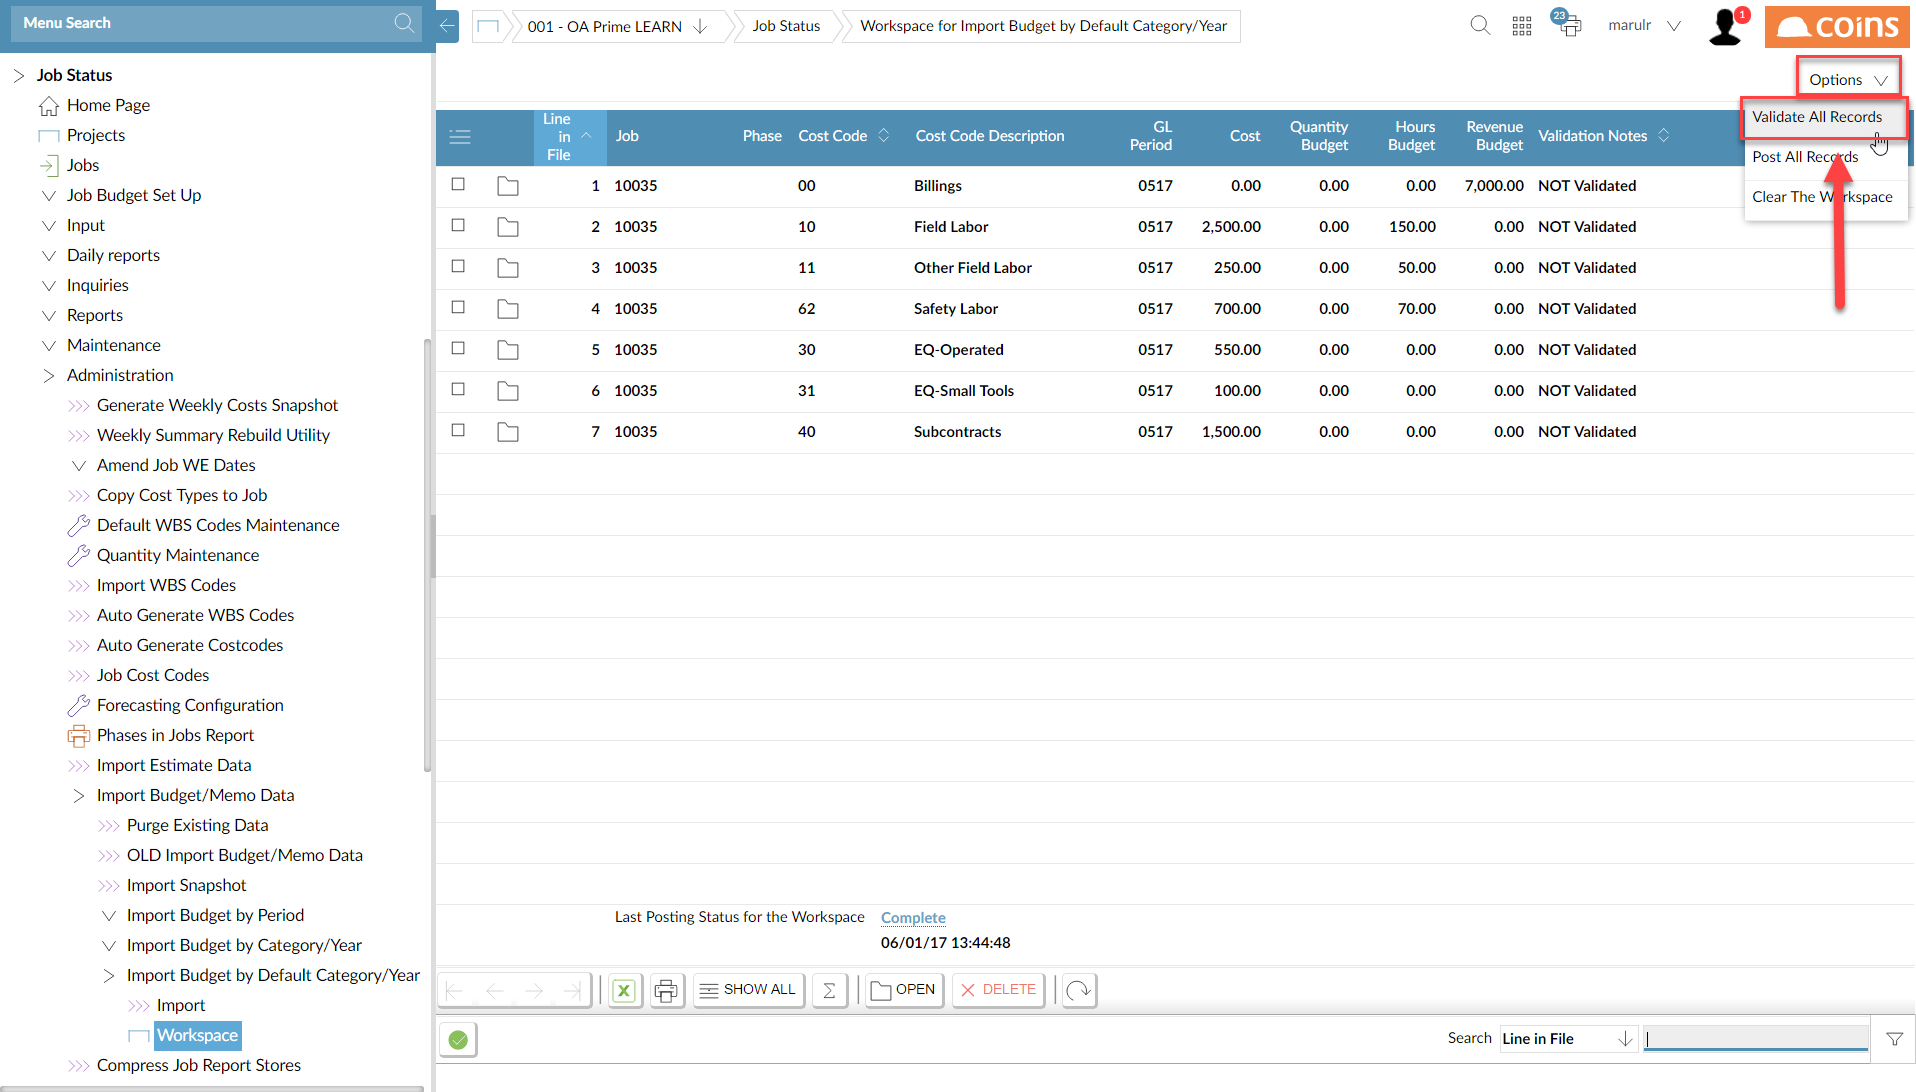 Menu Search
001 - OA Prime LEARN
Job Status
Workspace for Import Budget by Default Category/Year
23
marulr
1
coins
Options
Validate All Records
Post All Records
Clear The Workspace
Job Status
Home Page
Projects
Jobs
Job Budget Set Up
Input
Daily reports
Inquiries
Reports
Maintenance
Administration
Generate Weekly Costs Snapshot
Weekly Summary Rebuild Utility
Amend Job WE Dates
Copy Cost Types to Job
Default WBS Codes Maintenance
Quantity Maintenance
Import WBS Codes
Auto Generate WBS Codes
Auto Generate Costcodes
Job Cost Codes
Forecasting Configuration
Phases in Jobs Report
Import Estimate Data
Import Budget/Memo Data
Purge Existing Data
OLD Import Budget/Memo Data
Import Snapshot
Import Budget by Period
Import Budget by Category/Year
Import Budget by Default Category/Year
Import
Workspace
Compress Job Report Stores
Line in File Job Phase Cost Code Cost Code Description GL Period Cost Quantity Budget Hours Budget Revenue Budget Validation Notes
1 10035 00 Billings 0517 0.00 0.00 0.00 7,000.00 NOT Validated
2 10035 10 Field Labor 0517 2,500.00 0.00 150.00 0.00 NOT Validated
3 10035 11 Other Field Labor 0517 250.00 0.00 50.00 0.00 NOT Validated
4 10035 62 Safety Labor 0517 700.00 0.00 70.00 0.00 NOT Validated
5 10035 30 EQ-Operated 0517 550.00 0.00 0.00 0.00 NOT Validated
6 10035 31 EQ-Small Tools 0517 100.00 0.00 0.00 0.00 NOT Validated
7 10035 40 Subcontracts 0517 1,500.00 0.00 0.00 0.00 NOT Validated
Last Posting Status for the Workspace Complete
06/01/17 13:44:48
SHOW ALL Σ OPEN DELETE
Search Line in File